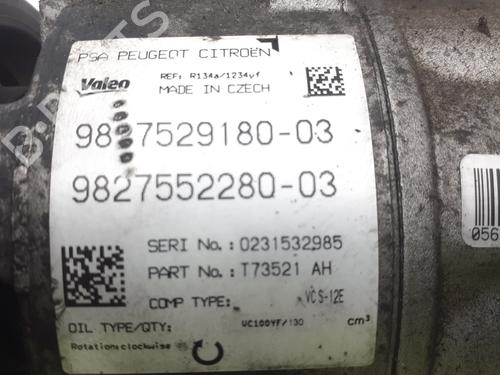 PSA PEUGEOT CITROËN
Valeo
REF: R134a/1234yf
MADE IN CZECH
9827529180-03
9827552280-03
SERI No.: 0231532985
PART No.: T73521 AH
COMP TYPE: VCS-12E
OIL TYPE/QTY: VC100YF/130 cm³
Rotation:clockwise
056